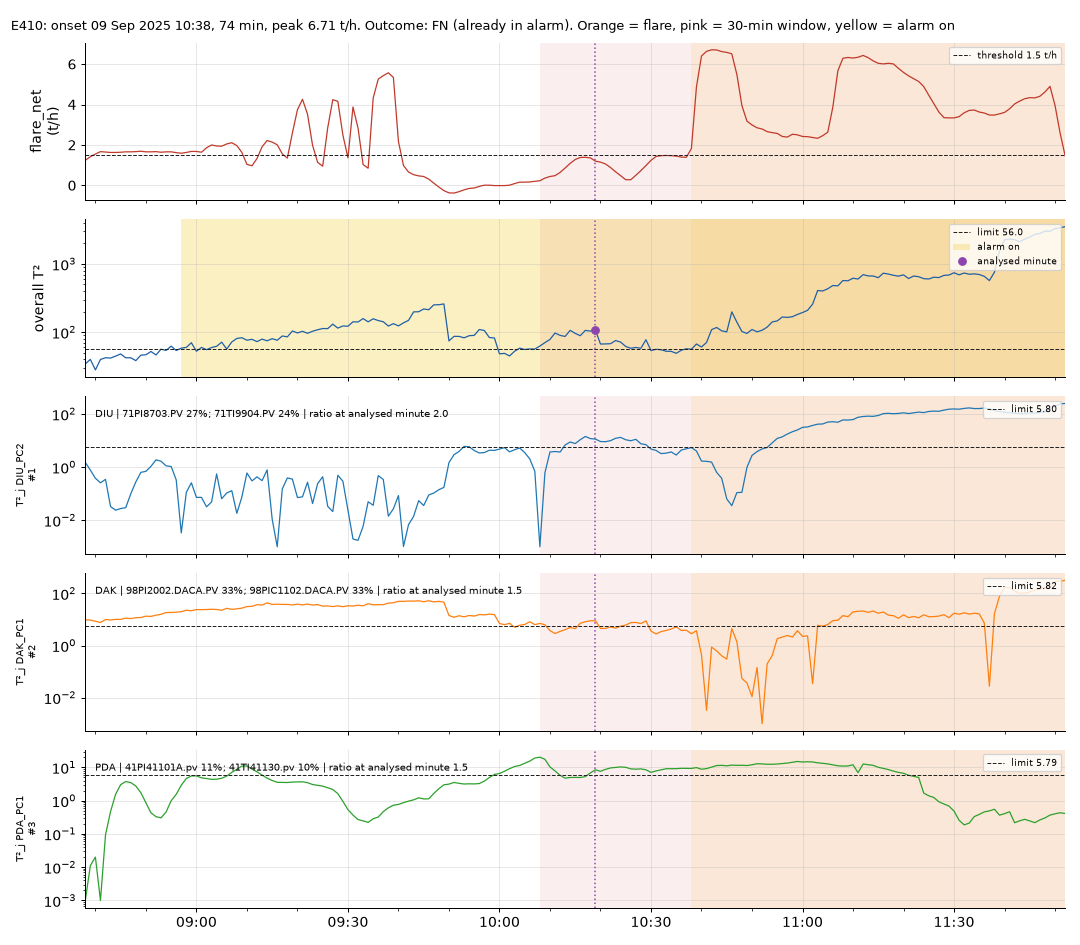 E410: onset 09 Sep 2025 10:38, 74 min, peak 6.71 t/h. Outcome: FN (already in alarm). Orange = flare, pink = 30-min window, yellow = alarm on
flare_net
(t/h)
6
4
2
0
threshold 1.5 t/h
overall T²
10³
10²
limit 56.0
alarm on
analysed minute
T²_j DIU_PC2
#1
10²
10⁰
10⁻²
DIU | 71PI8703.PV 27%; 71TI9904.PV 24% | ratio at analysed minute 2.0
limit 5.80
T²_j DAK_PC1
#2
10²
10⁰
10⁻²
DAK | 98PI2002.DACA.PV 33%; 98PIC1102.DACA.PV 33% | ratio at analysed minute 1.5
limit 5.82
T²_j PDA_PC1
#3
10¹
10⁰
10⁻¹
10⁻²
10⁻³
PDA | 41PI41101A.pv 11%; 41TI41130.pv 10% | ratio at analysed minute 1.5
limit 5.79
09:00 09:30 10:00 10:30 11:00 11:30